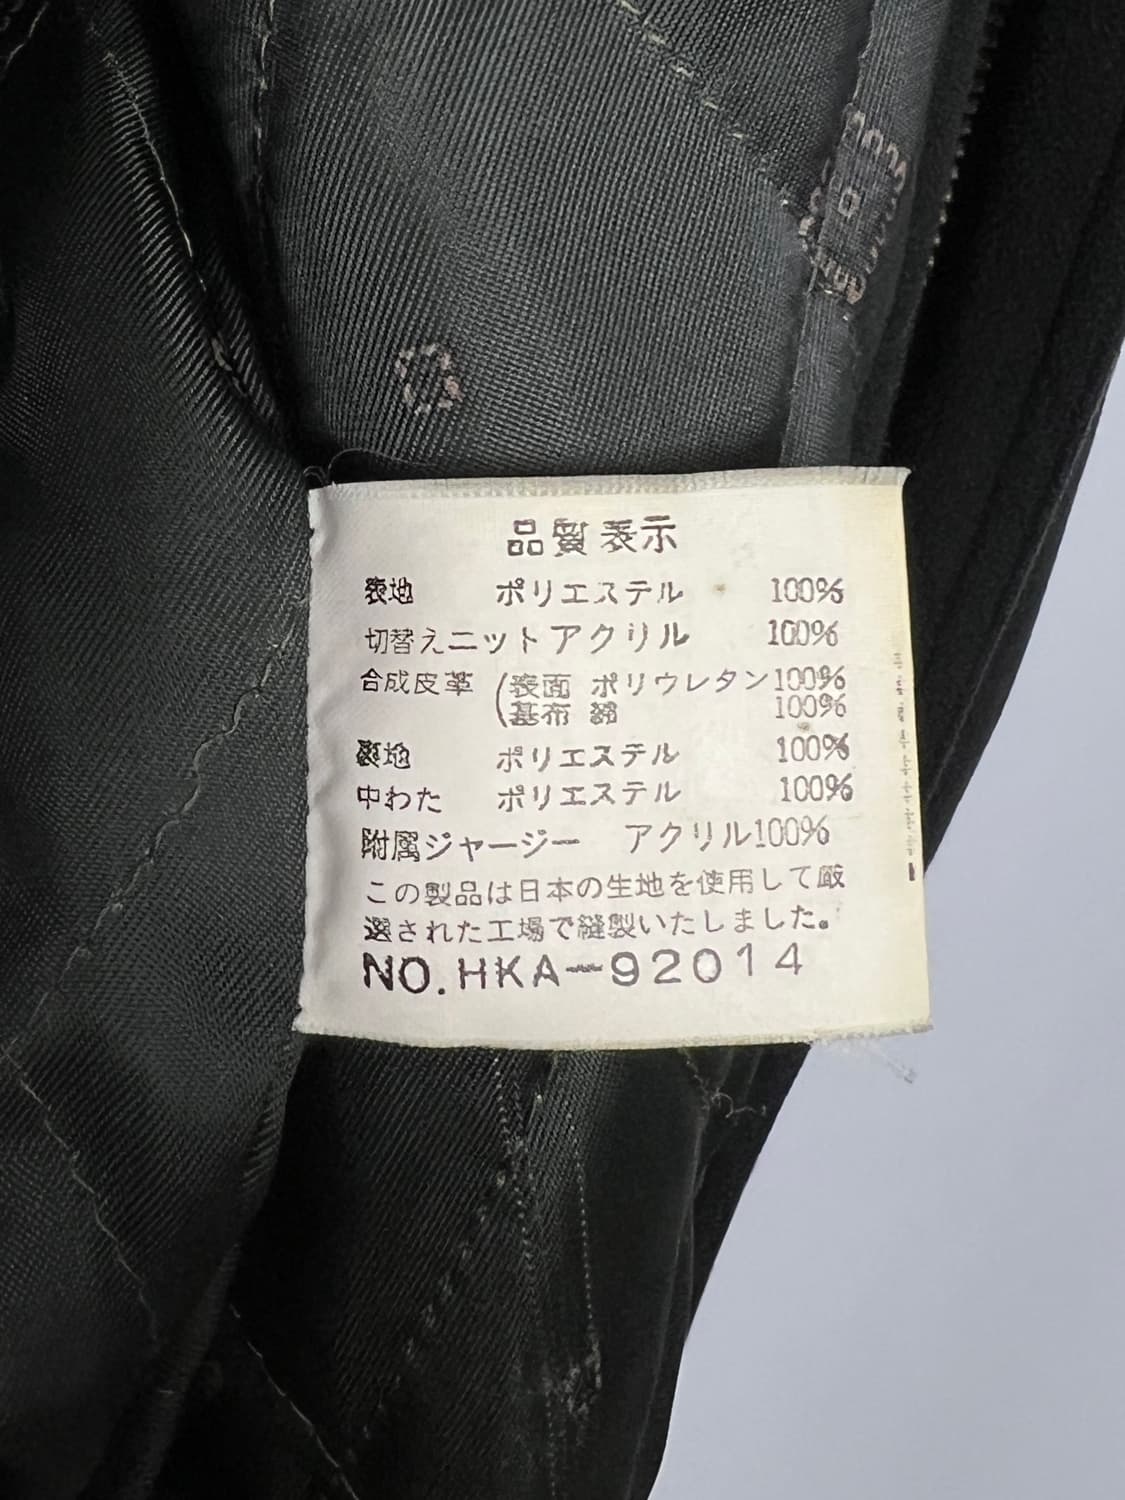 品質表示
表地 ポリエステル 100%
切替えニット アクリル 100%
合成皮革 (表面 ポリウレタン 100%
基布 綿 100%
裏地 ポリエステル 100%
中わた ポリエステル 100%
附属ジャージー アクリル100%
この製品は日本の生地を使用して厳
選された工場で縫製いたしました。
NO.HKA-92014